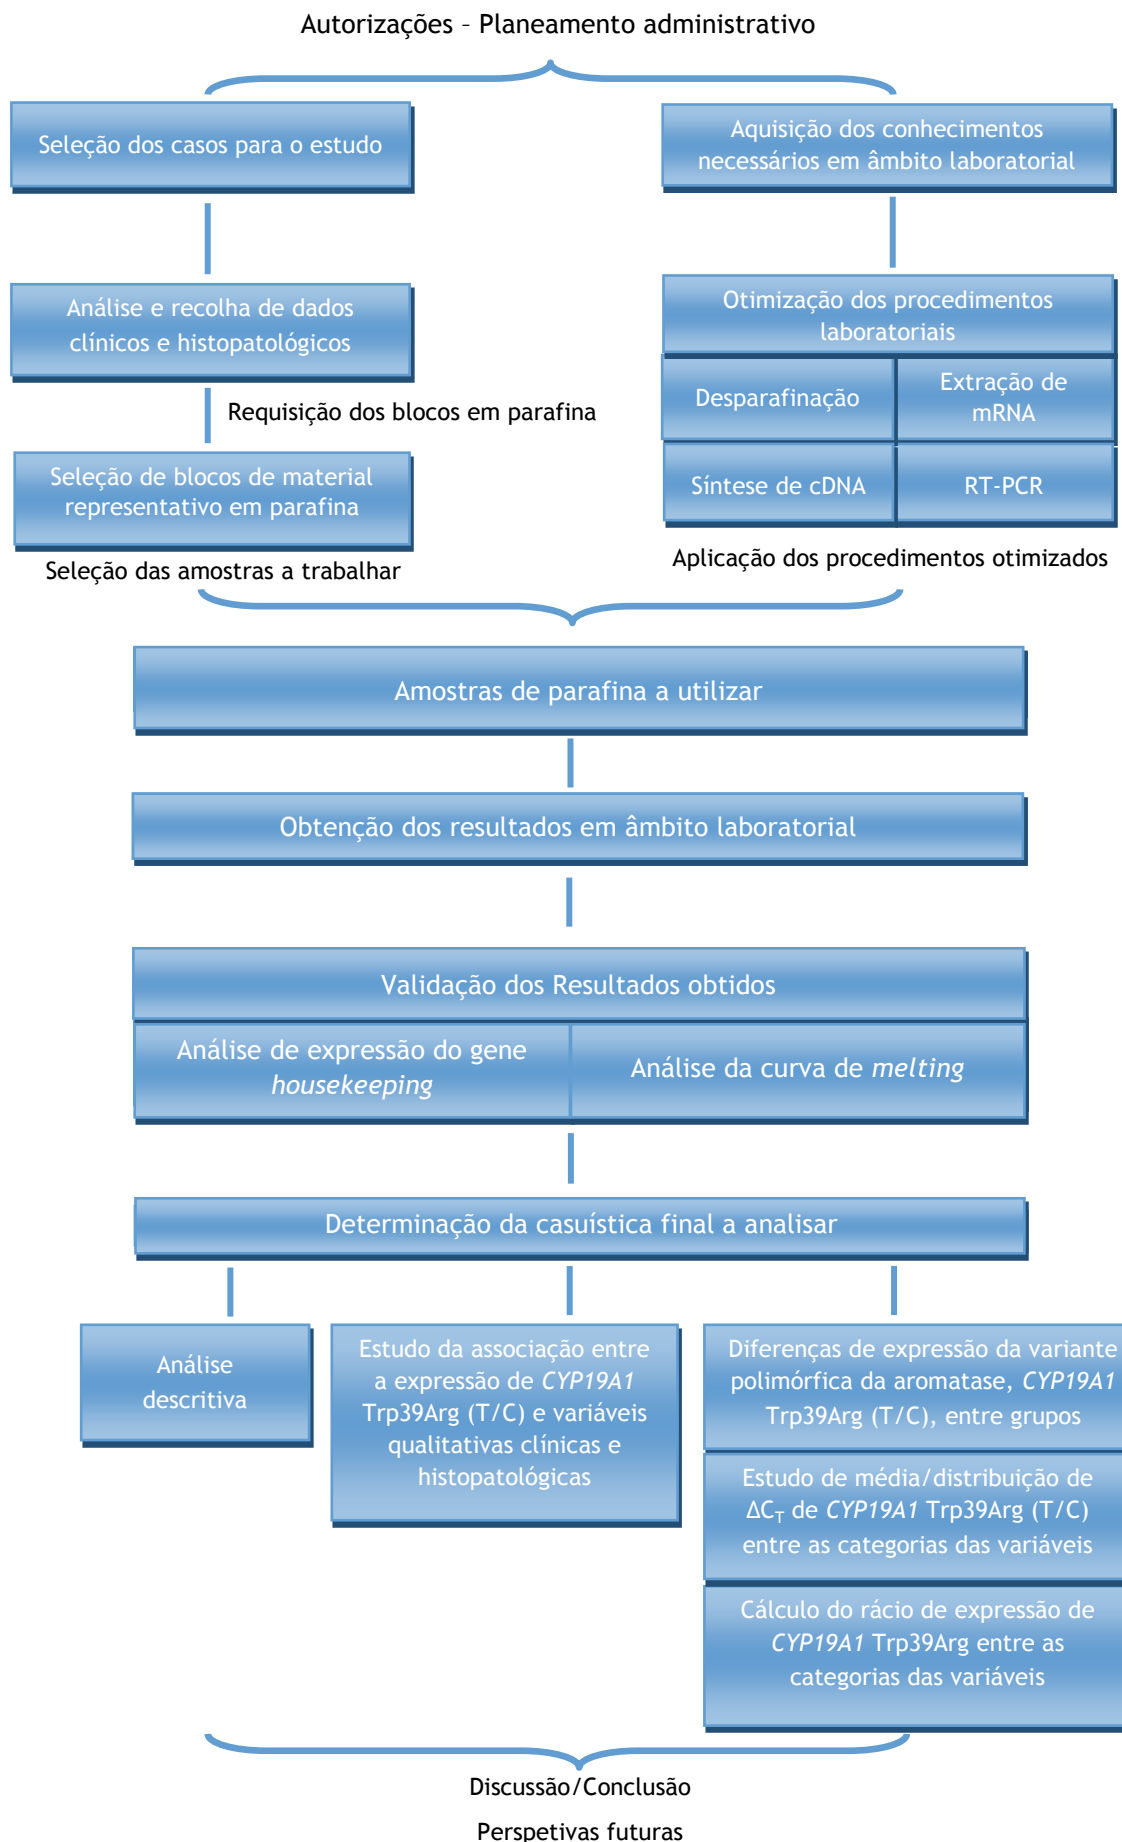 Autorizações – Planeamento administrativo
Seleção dos casos para o estudo
Aquisição dos conhecimentos
necessários em âmbito laboratorial
Análise e recolha de dados
clínicos e histopatológicos
Otimização dos procedimentos
laboratoriais
Desparafinação
Extração de
mRNA
Síntese de cDNA
RT-PCR
Requisição dos blocos em parafina
Seleção de blocos de material
representativo em parafina
Seleção das amostras a trabalhar
Aplicação dos procedimentos otimizados
Amostras de parafina a utilizar
Obtenção dos resultados em âmbito laboratorial
Validação dos Resultados obtidos
Análise de expressão do gene
housekeeping
Análise da curva de melting
Determinação da casuística final a analisar
Análise
descritiva
Estudo da associação entre
a expressão de CYP19A1
Trp39Arg (T/C) e variáveis
qualitativas clínicas e
histopatológicas
Diferenças de expressão da variante
polimórfica da aromatase, CYP19A1
Trp39Arg (T/C), entre grupos
Estudo de média/distribuição de
ΔC_T de CYP19A1 Trp39Arg (T/C)
entre as categorias das variáveis
Cálculo do rácio de expressão de
CYP19A1 Trp39Arg entre as
categorias das variáveis
Discussão/Conclusão
Perspetivas futuras